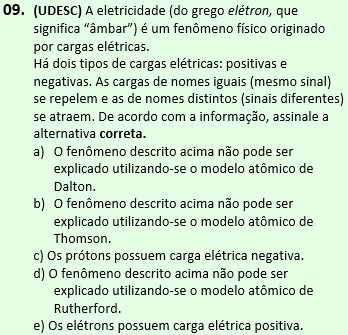 09. (UDESC) A eletricidade (do grego elétron, que
significa “âmbar”) é um fenômeno físico originado
por cargas elétricas.
Há dois tipos de cargas elétricas: positivas e
negativas. As cargas de nomes iguais (mesmo sinal)
se repelem e as de nomes distintos (sinais diferentes)
se atraem. De acordo com a informação, assinale a
alternativa correta.
a) O fenômeno descrito acima não pode ser
explicado utilizando-se o modelo atômico de
Dalton.
b) O fenômeno descrito acima não pode ser
explicado utilizando-se o modelo atômico de
Thomson.
c) Os prótons possuem carga elétrica negativa.
d) O fenômeno descrito acima não pode ser
explicado utilizando-se o modelo atômico de
Rutherford.
e) Os elétrons possuem carga elétrica positiva.